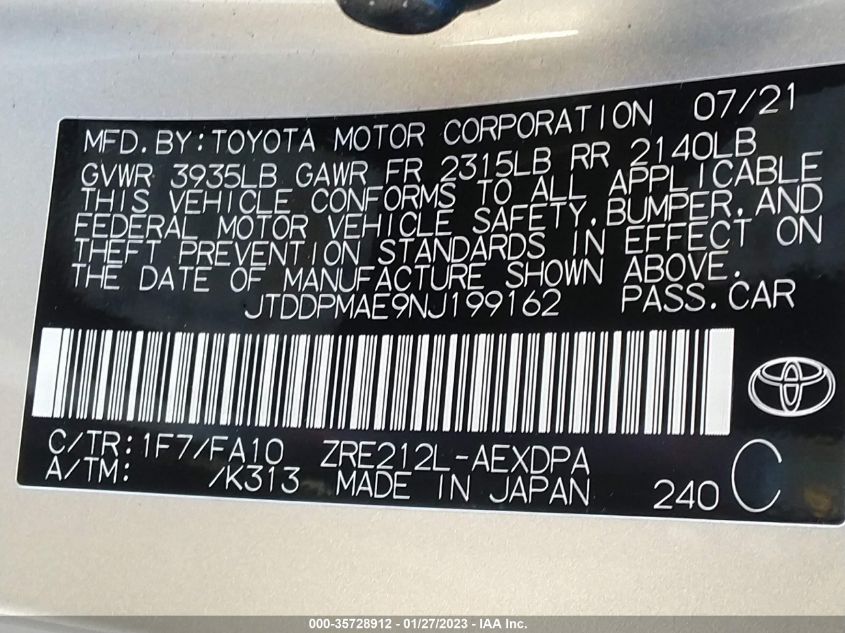 MFD.BY:TOYOTA MOTOR CORPORATION 07/21
GVWR 3935LB GAWR FR 2315LB RR 2140LB
THIS VEHICLE CONFORMS TO ALL APPLICABLE
FEDERAL MOTOR VEHICLE SAFETY,BUMPER,AND
THEFT PREVENTION STANDARDS IN EFFECT ON
THE DATE OF MANUFACTURE SHOWN ABOVE.
JTDDPMAE9NJ199162 PASS.CAR
C/TR:1F7/FA10 ZRE212L-AEXDPA
A/TM: /K313 MADE IN JAPAN 240 C
000-35728912 - 01/27/2023 - IAA Inc.